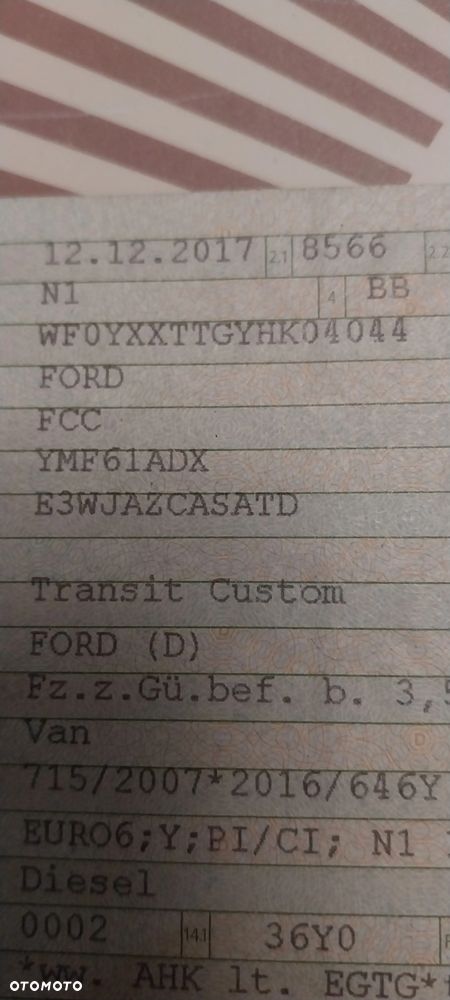 12.12.2017 2.1 8566 2.2
N1 4 BB
WF0YXXTTGYHK04044
FORD
FCC
YMF61ADX
E3WJAZCASATD
Transit Custom
FORD (D)
Fz.z.Gü.bef. b. 3,5
Van
715/2007*2016/646Y
EURO6;Y;PI/CI; N1
Diesel
0002 14.1 36Y0
*ww. AHK lt. EGTG*
OTOMOTO